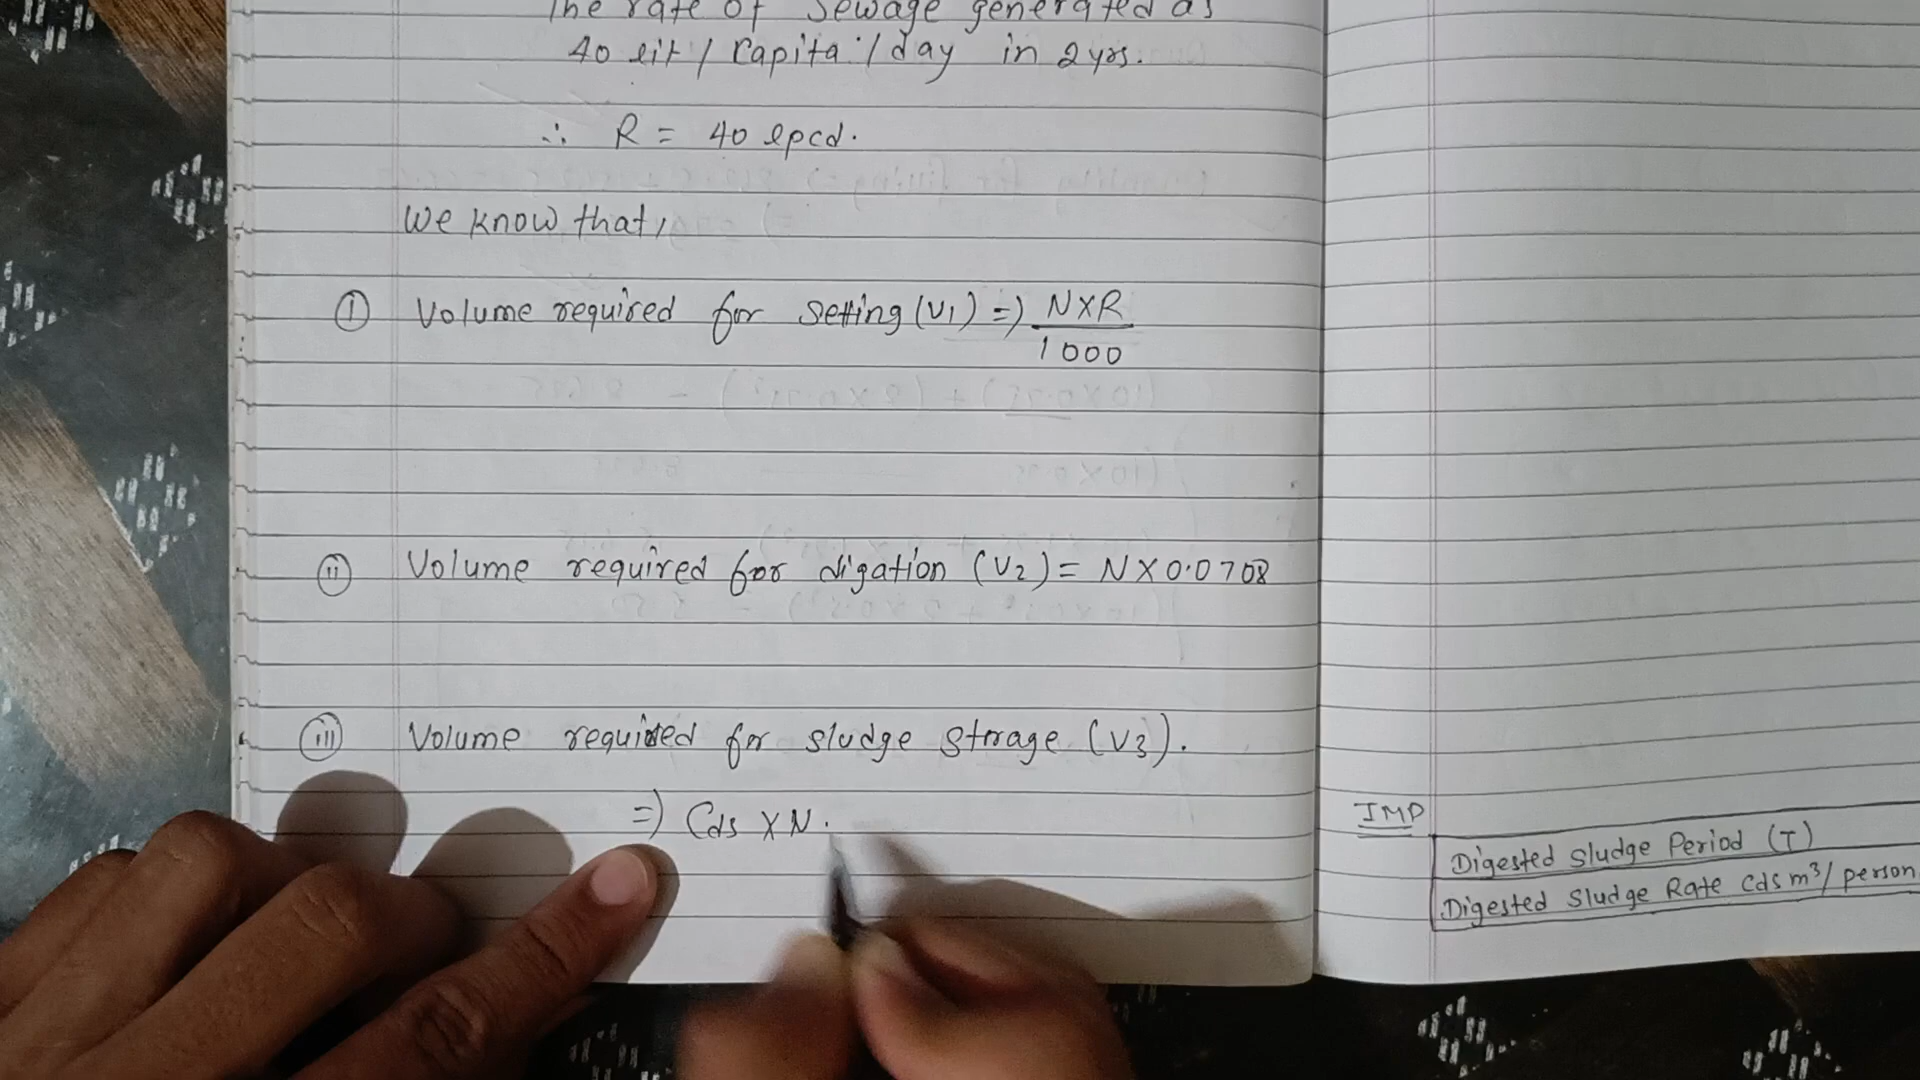 The rate of Sewage generated as
40 lit / Capita / day in 2 yrs.
∴ R = 40 lpcd.
We know that,
(i) Volume required for Setting (V1) => N X R / 1000
(ii) Volume required for digation (V2) = N X 0.0708
(iii) Volume required for sludge storage (V3).
=) Cds X N.
IMP
Digested sludge Period (T)
Digested Sludge Rate Cds m³/ person